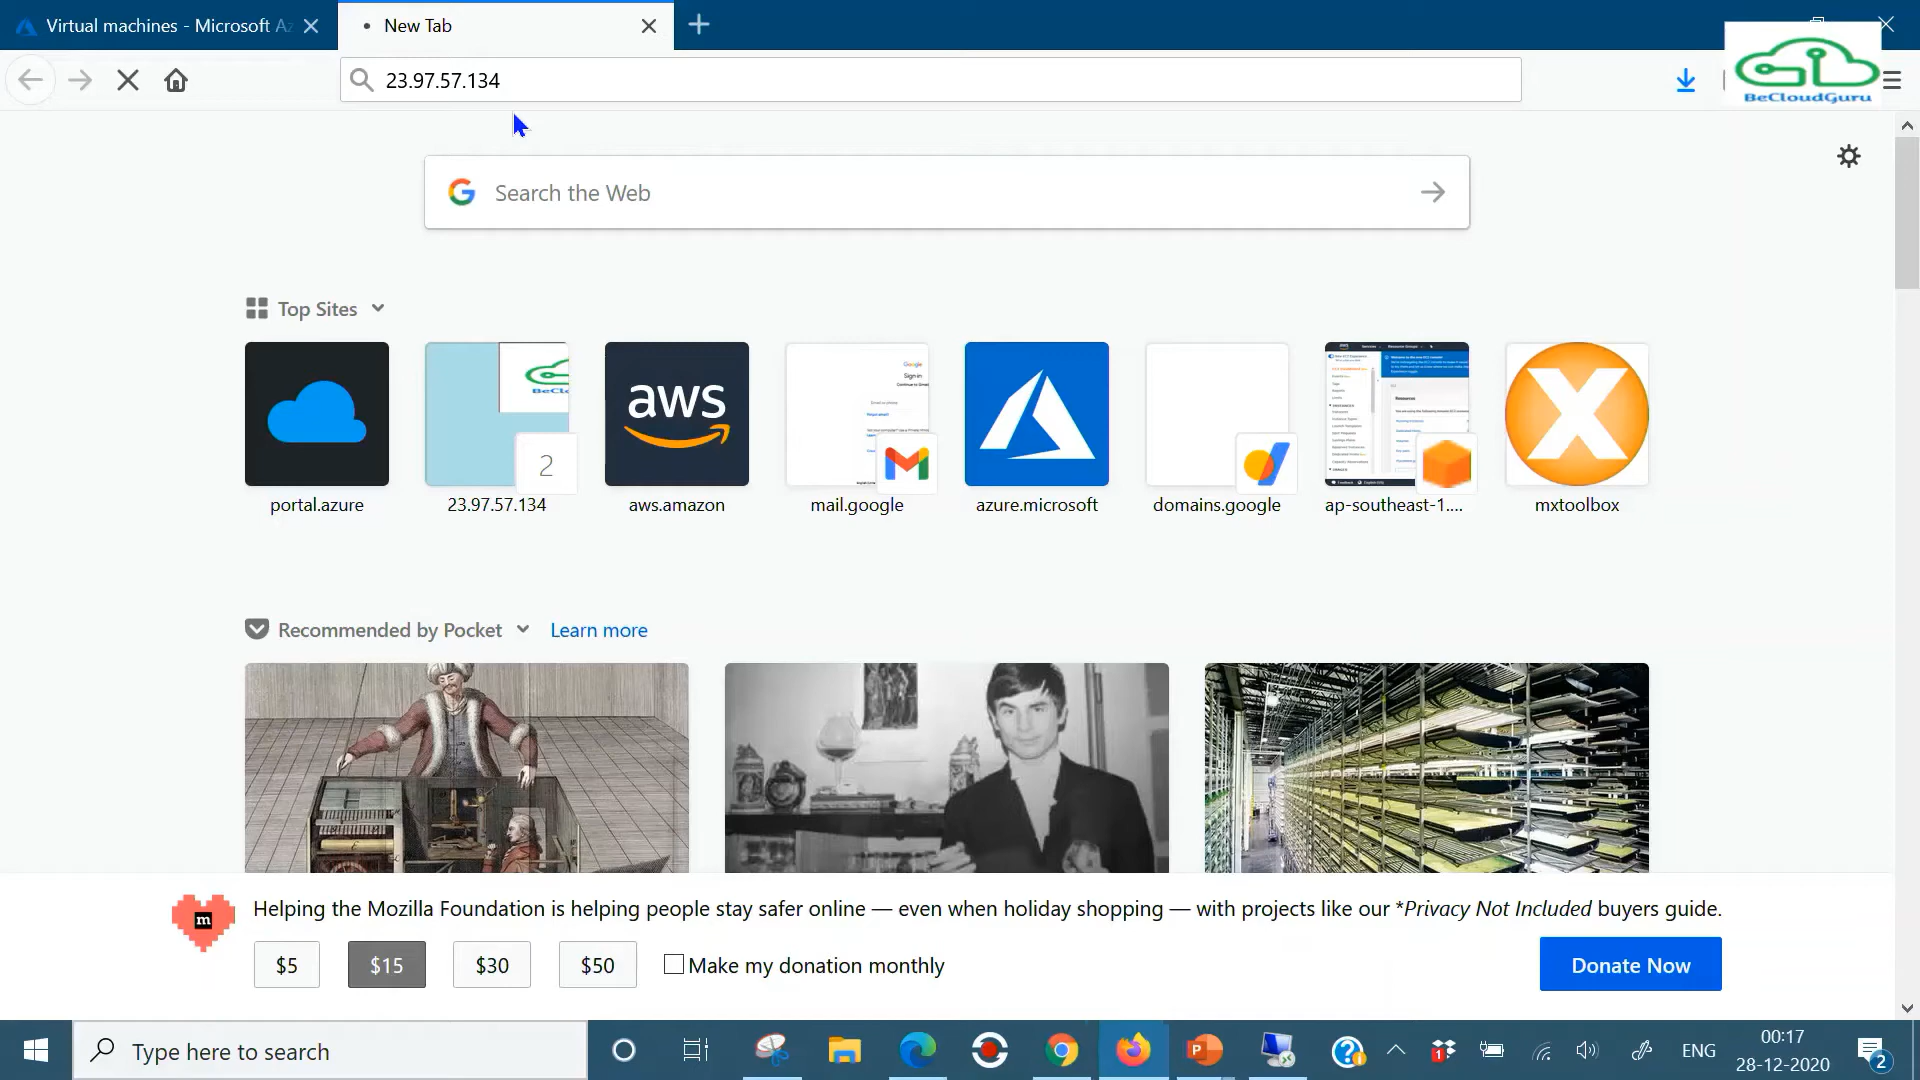 Virtual machines - Microsoft Az
New Tab
23.97.57.134
BeCloudGuru
Search the Web
Top Sites
aws
2
portal.azure
23.97.57.134
aws.amazon
mail.google
azure.microsoft
domains.google
ap-southeast-1....
mxtoolbox
Recommended by Pocket
Learn more
m
Helping the Mozilla Foundation is helping people stay safer online — even when holiday shopping — with projects like our *Privacy Not Included buyers guide.
$5
$15
$30
$50
Make my donation monthly
Donate Now
Type here to search
P
1
ENG
00:17
28-12-2020
2